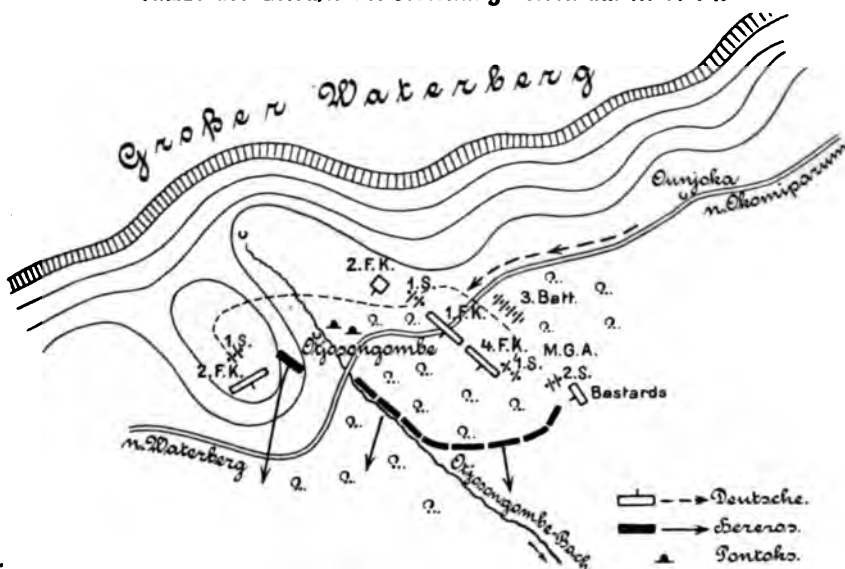 Großer Waterberg
Ounjoka
n. Okomiparum
2. F. K.
1. S.
3. Batt.
1. F. K.
1. S.
2. F. K.
Otjosongombe
4. F. K.
1. S.
M. G. A.
2. S.
Bastards
n. Waterberg
Otjosongombe-Bach
Deutsche.
Hereros.
Pontoks.